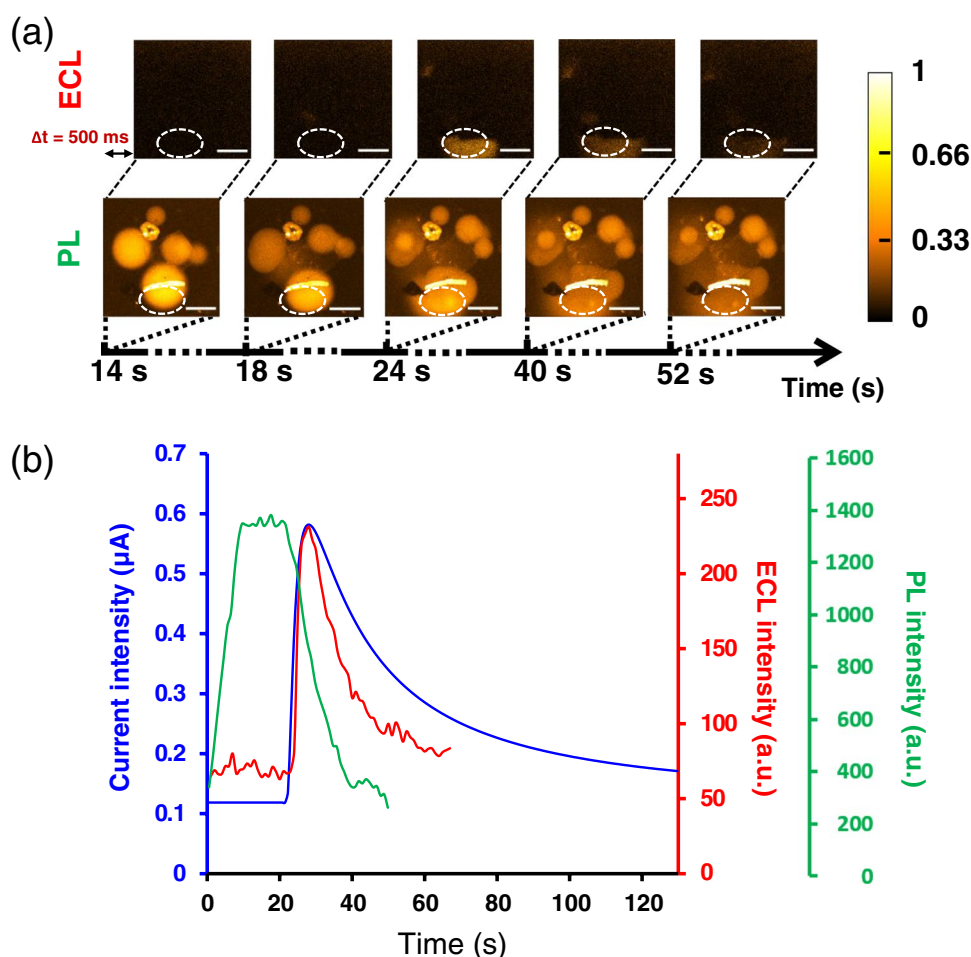 (a)
ECL
Δt = 500 ms
PL
1
0.66
0.33
0
14 s
18 s
24 s
40 s
52 s
Time (s)
(b)
Current intensity (µA)
0.7
0.6
0.5
0.4
0.3
0.2
0.1
0
250
200
150
100
50
0
ECL intensity (a.u.)
1600
1400
1200
1000
800
600
400
200
0
PL intensity (a.u.)
0
20
40
60
80
100
120
Time (s)